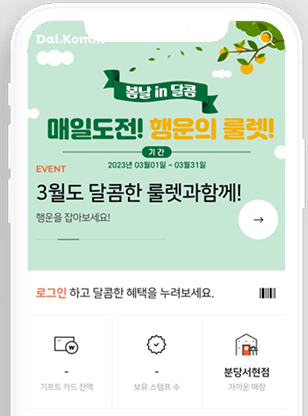 Dal.Komm
봄날 in 달콤
매일도전! 행운의 룰렛!
기 간
2023년 03월01일 ~ 03월31일
EVENT
3월도 달콤한 룰렛과함께!
행운을 잡아보세요!
로그인 하고 달콤한 혜택을 누려보세요.
- - 분당서현점
기프트 카드 잔액 보유 스탬프 수 가까운 매장